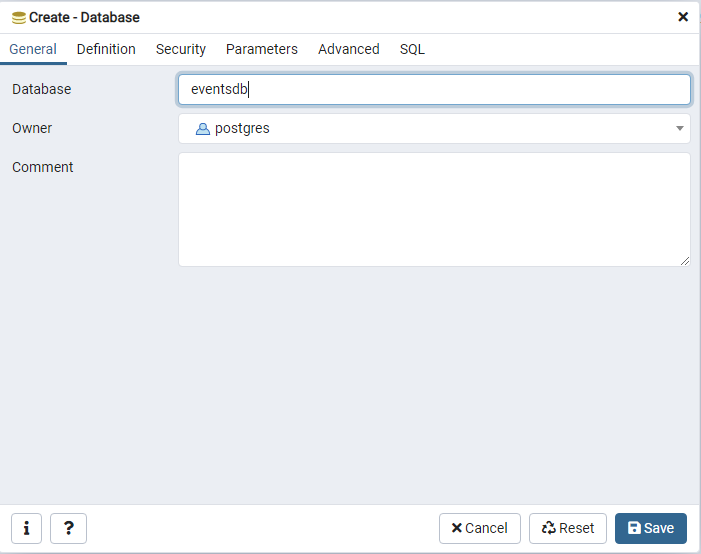 Create - Database
General Definition Security Parameters Advanced SQL
Database eventsdb
Owner postgres
Comment
i ? Cancel Reset Save